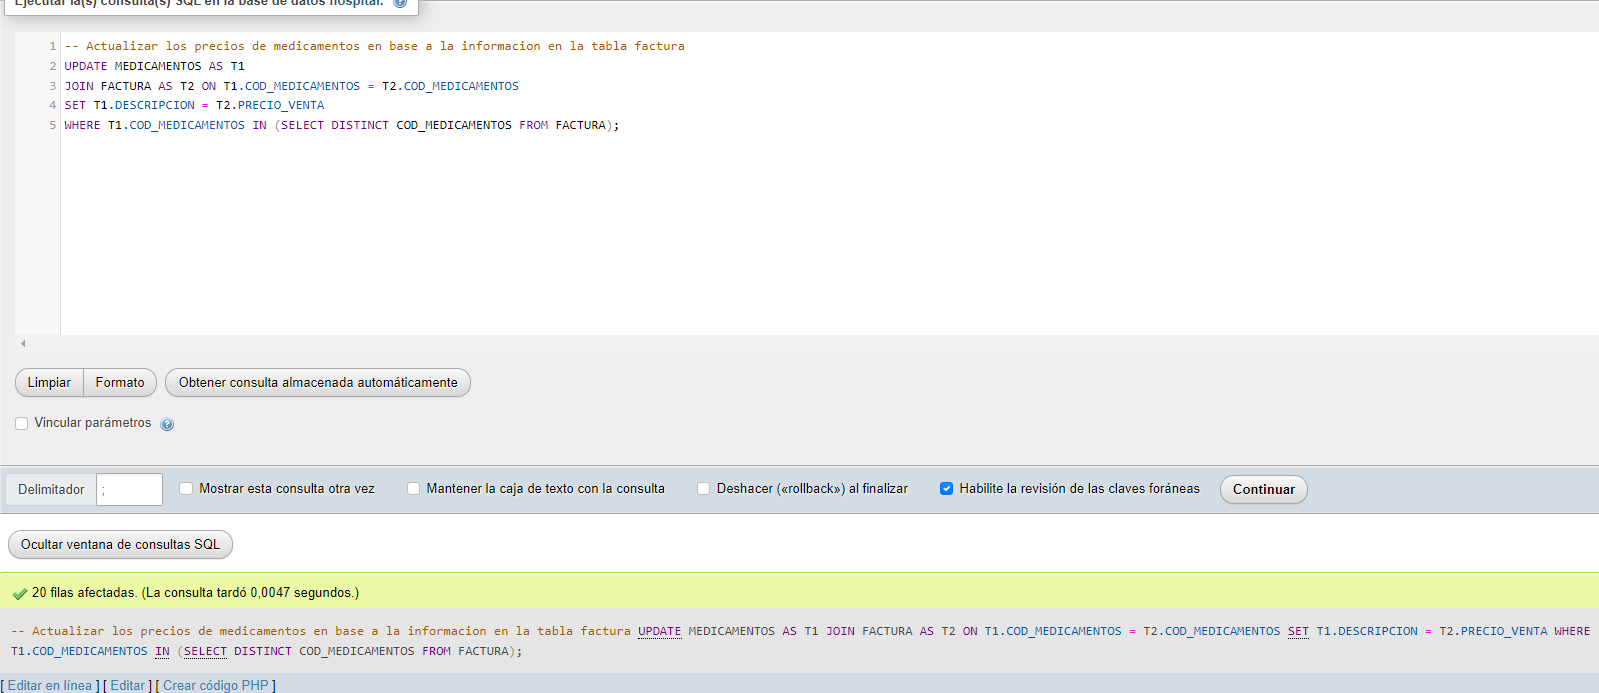 Ejecutar la(s) consulta(s) SQL en la base de datos hospital:
1 -- Actualizar los precios de medicamentos en base a la informacion en la tabla factura
2 UPDATE MEDICAMENTOS AS T1
3 JOIN FACTURA AS T2 ON T1.COD_MEDICAMENTOS = T2.COD_MEDICAMENTOS
4 SET T1.DESCRIPCION = T2.PRECIO_VENTA
5 WHERE T1.COD_MEDICAMENTOS IN (SELECT DISTINCT COD_MEDICAMENTOS FROM FACTURA);
Limpiar Formato Obtener consulta almacenada automáticamente
Vincular parámetros
Delimitador ; Mostrar esta consulta otra vez Mantener la caja de texto con la consulta Deshacer («rollback») al finalizar Habilite la revisión de las claves foráneas Continuar
Ocultar ventana de consultas SQL
20 filas afectadas. (La consulta tardó 0,0047 segundos.)
-- Actualizar los precios de medicamentos en base a la informacion en la tabla factura UPDATE MEDICAMENTOS AS T1 JOIN FACTURA AS T2 ON T1.COD_MEDICAMENTOS = T2.COD_MEDICAMENTOS SET T1.DESCRIPCION = T2.PRECIO_VENTA WHERE
T1.COD_MEDICAMENTOS IN (SELECT DISTINCT COD_MEDICAMENTOS FROM FACTURA);
[ Editar en línea ] [ Editar ] [ Crear código PHP ]